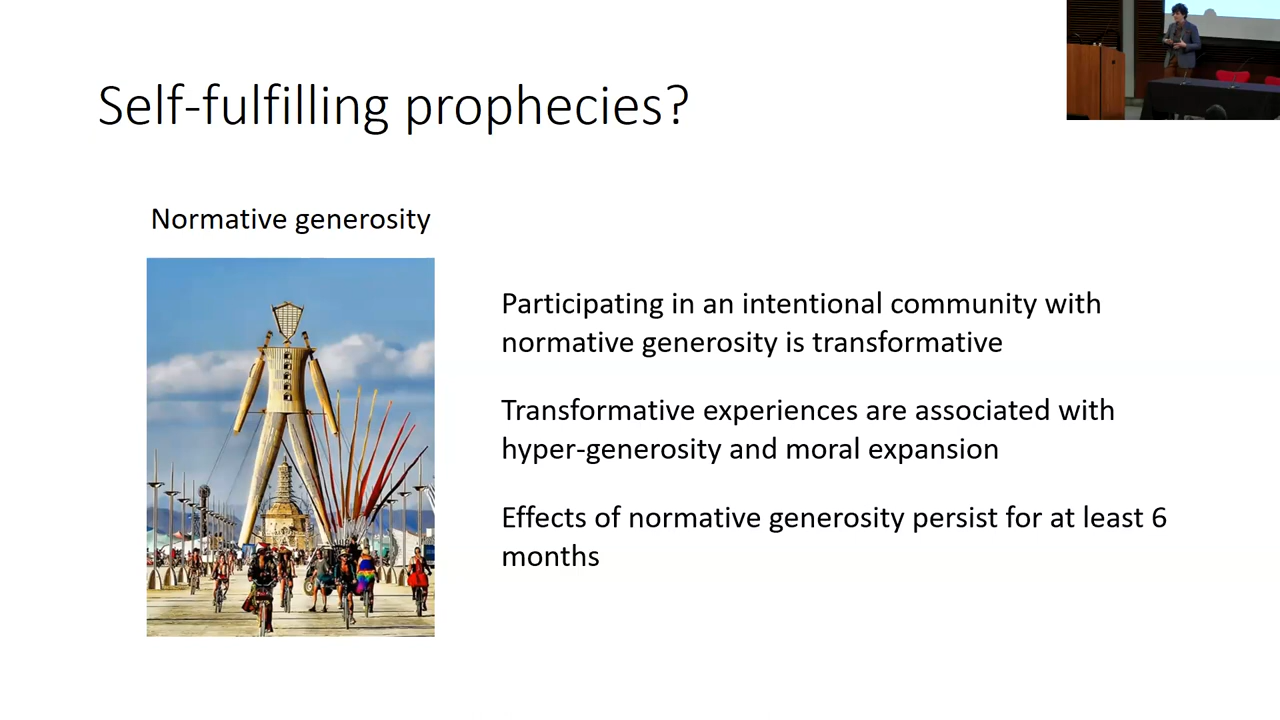 Self-fulfilling prophecies?
Normative generosity
Participating in an intentional community with
normative generosity is transformative
Transformative experiences are associated with
hyper-generosity and moral expansion
Effects of normative generosity persist for at least 6
months